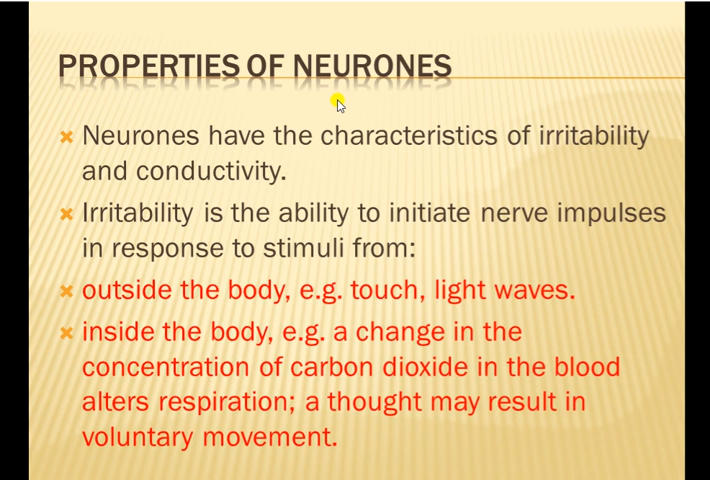 PROPERTIES OF NEURONES
Neurones have the characteristics of irritability
and conductivity.
Irritability is the ability to initiate nerve impulses
in response to stimuli from:
outside the body, e.g. touch, light waves.
inside the body, e.g. a change in the
concentration of carbon dioxide in the blood
alters respiration; a thought may result in
voluntary movement.